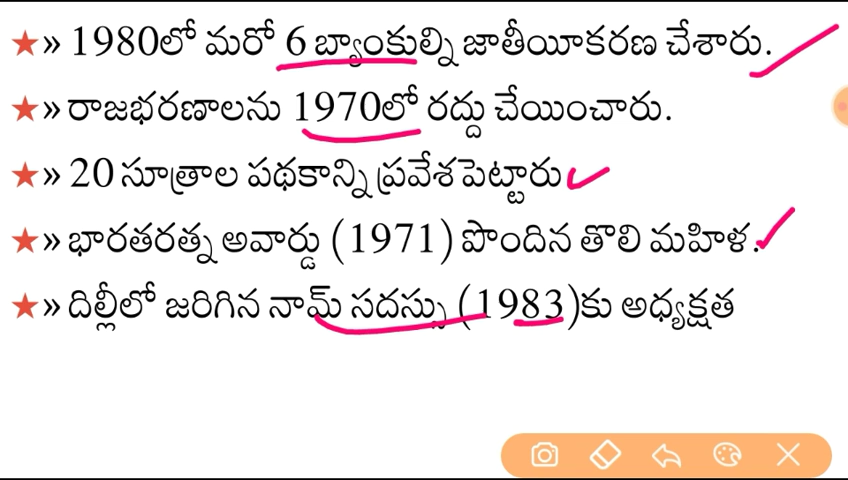 ★» 1980లో మరో 6 బ్యాంకుల్ని జాతీయీకరణ చేశారు.
★» రాజభరణాలను 1970లో రద్దు చేయించారు.
★» 20 సూత్రాల పథకాన్ని ప్రవేశపెట్టారు
★» భారతరత్న అవార్డు (1971) పొందిన తొలి మహిళ.
★» దిల్లీలో జరిగిన నామ్ సదస్సు (1983)కు అధ్యక్షత